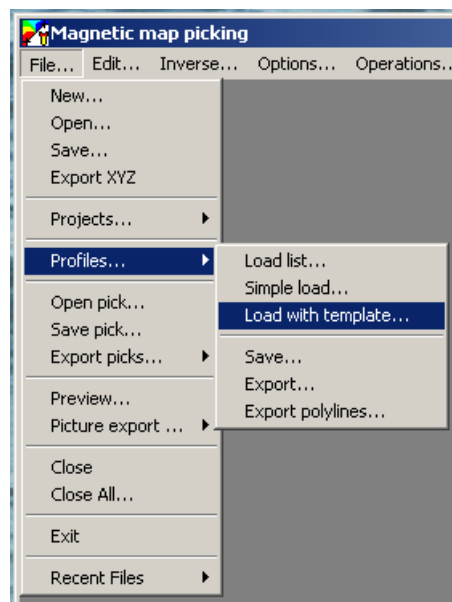 Magnetic map picking
File... Edit... Inverse... Options... Operations..
New...
Open...
Save...
Export XYZ
Projects...
Profiles...
Load list...
Simple load...
Load with template...
Save...
Export...
Export polylines...
Open pick...
Save pick...
Export picks...
Preview...
Picture export ...
Close
Close All...
Exit
Recent Files